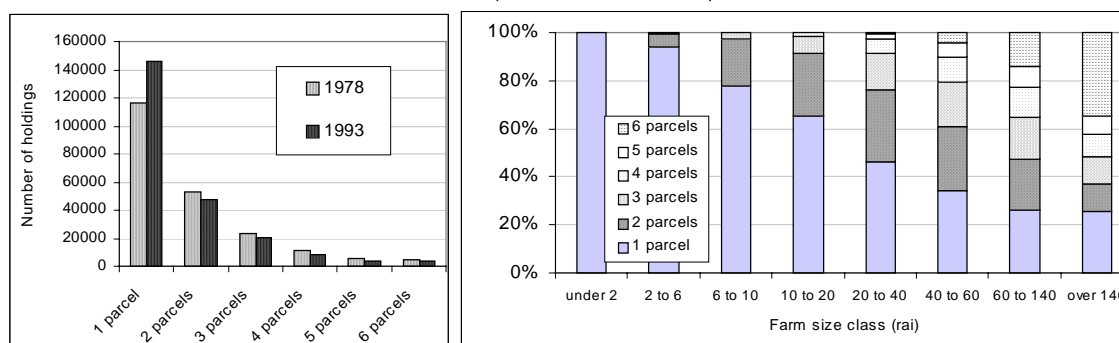 160000
140000
120000
100000
80000
60000
40000
20000
0
Number of holdings
1978
1993
1 parcel
2 parcels
3 parcels
4 parcels
5 parcels
6 parcels
100%
80%
60%
40%
20%
0%
6 parcels
5 parcels
4 parcels
3 parcels
2 parcels
1 parcel
under 2
2 to 6
6 to 10
10 to 20
20 to 40
40 to 60
60 to 140
over 140
Farm size class (rai)